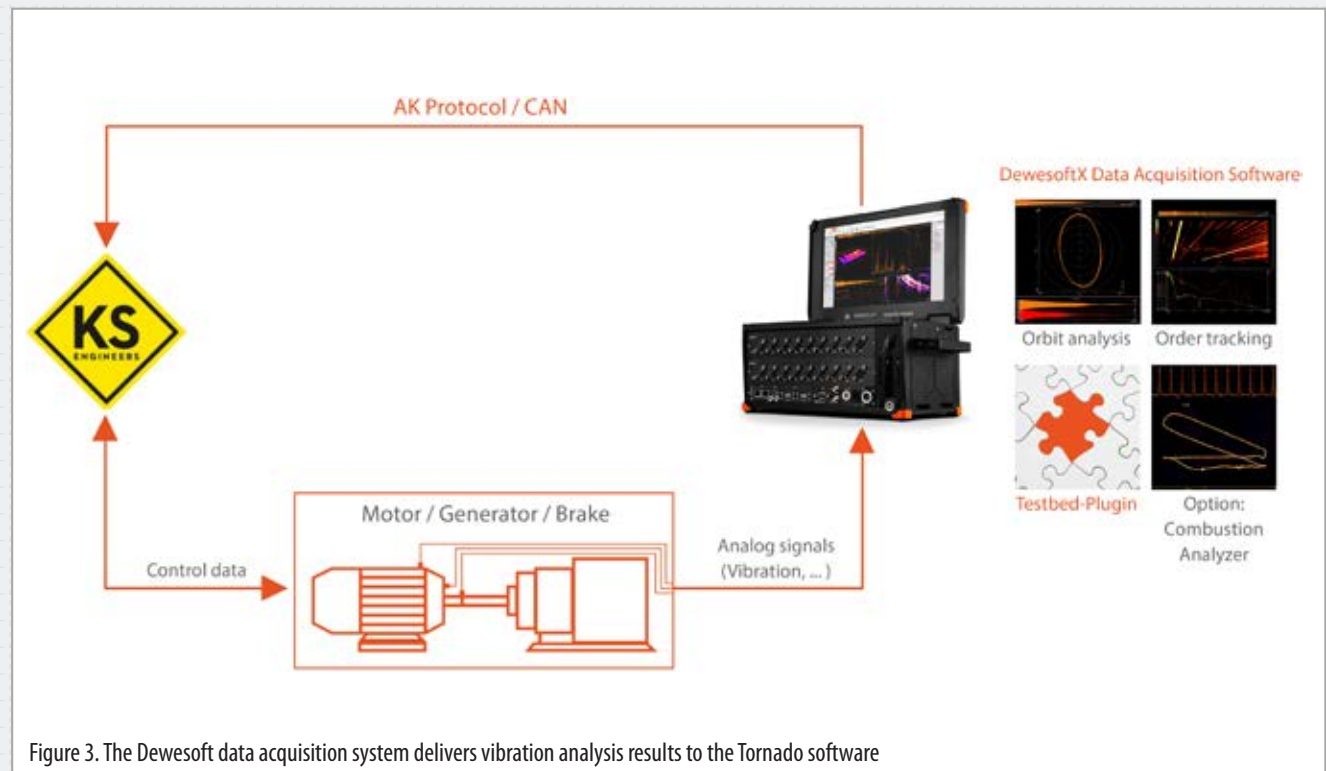 AK Protocol / CAN
DewesoftX Data Acquisition Software
KS
ENGINEERS
Orbit analysis
Order tracking
Motor / Generator / Brake
Control data
Analog signals
(Vibration, ... )
Testbed-Plugin
Option:
Combustion
Analyzer
Figure 3. The Dewesoft data acquisition system delivers vibration analysis results to the Tornado software